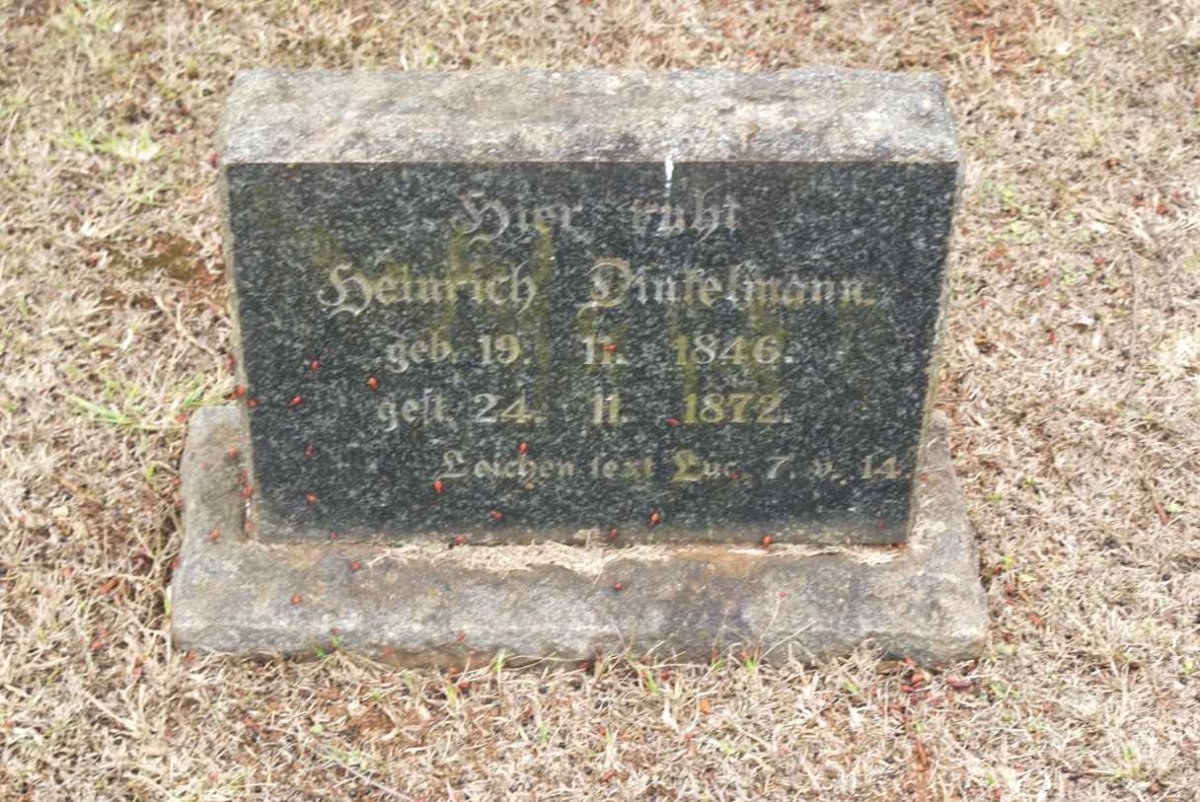 Hier ruht
Heinrich Dinkelmann
geb. 19. 11. 1846.
gest. 24. 11. 1872.
Leichen text Luc. 7. v. 14